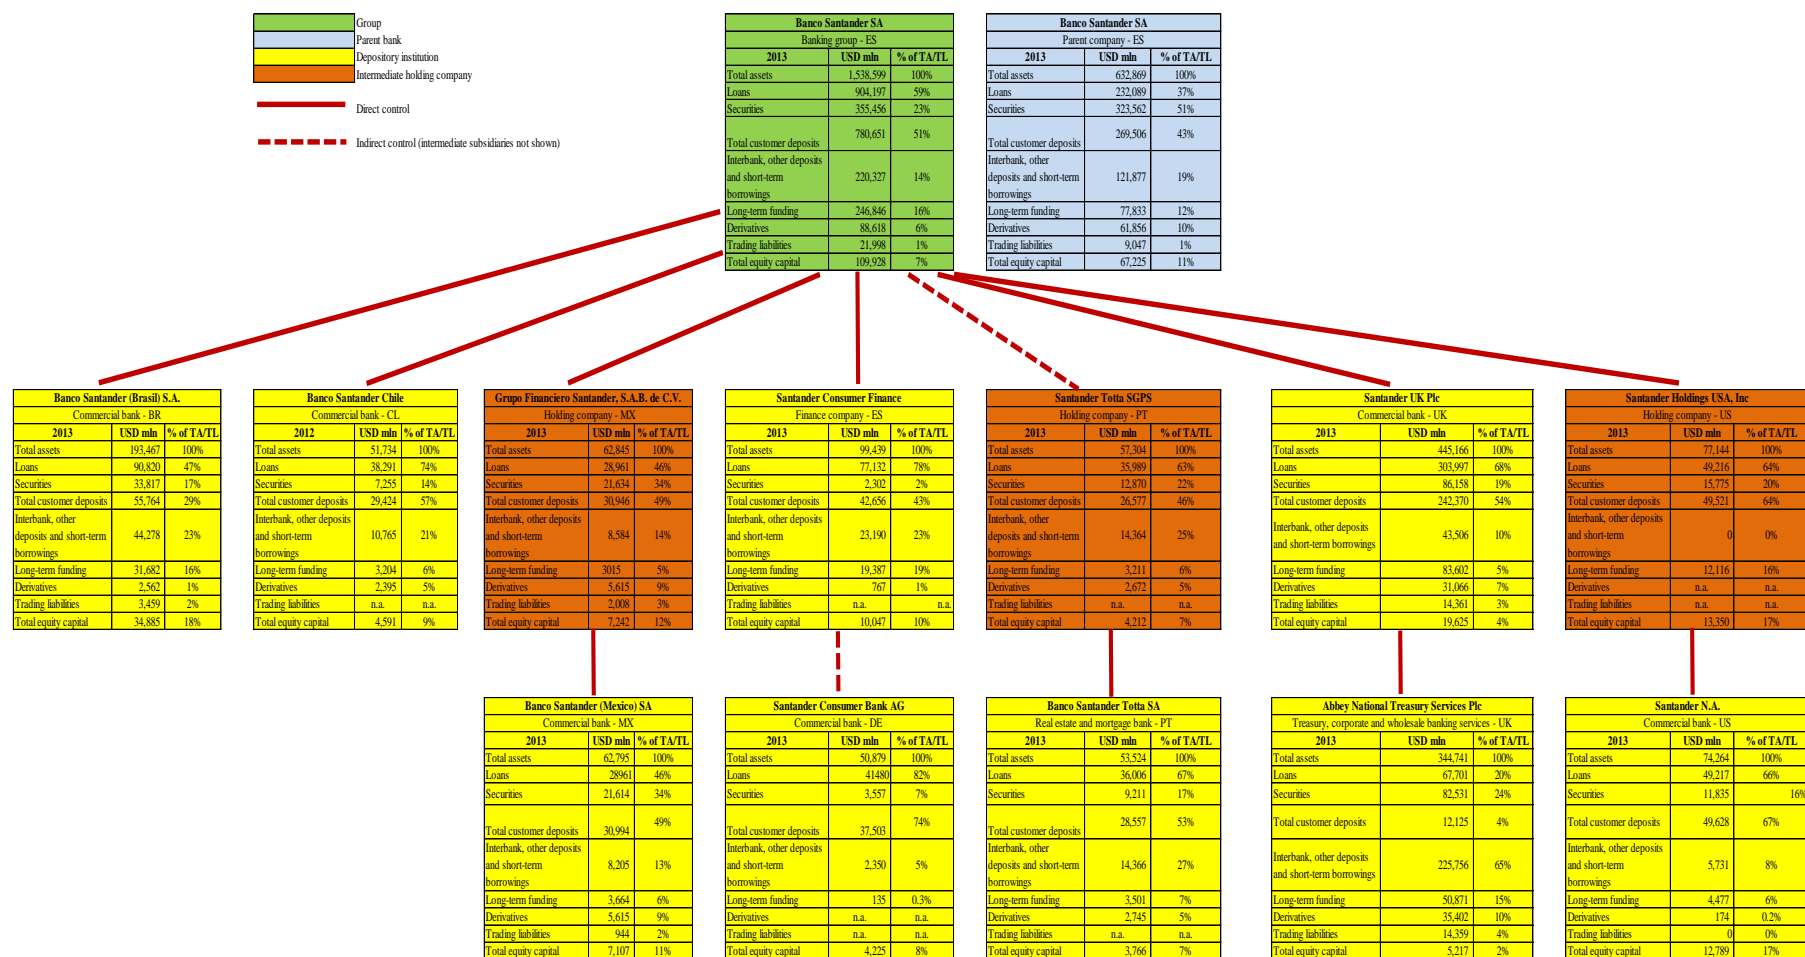 Group
Parent bank
Depository institution
Intermediate holding company
Direct control
Indirect control (intermediate subsidiaries not shown)
Banco Santander SA
Banking group - ES
2013 USD mln % of TA/TL
Total assets 1,538,599 100%
Loans 904,197 59%
Securities 355,456 23%
Total customer deposits 780,651 51%
Interbank, other deposits
and short-term
borrowings 220,327 14%
Long-term funding 246,846 16%
Derivatives 88,618 6%
Trading liabilities 21,998 1%
Total equity capital 109,928 7%
Banco Santander SA
Parent company - ES
2013 USD mln % of TA/TL
Total assets 632,869 100%
Loans 232,089 37%
Securities 323,562 51%
Total customer deposits 269,506 43%
Interbank, other
deposits and short-term
borrowings 121,877 19%
Long-term funding 77,833 12%
Derivatives 61,856 10%
Trading liabilities 9,047 1%
Total equity capital 67,225 11%
Banco Santander (Brasil) S.A.
Commercial bank - BR
2013 USD mln % of TA/TL
Total assets 193,467 100%
Loans 90,820 47%
Securities 33,817 17%
Total customer deposits 55,764 29%
Interbank, other
deposits and short-term
borrowings 44,278 23%
Long-term funding 31,682 16%
Derivatives 2,562 1%
Trading liabilities 3,459 2%
Total equity capital 34,885 18%
Banco Santander Chile
Commercial bank - CL
2012 USD mln % of TA/TL
Total assets 51,734 100%
Loans 38,291 74%
Securities 7,255 14%
Total customer deposits 29,424 57%
Interbank, other deposits
and short-term
borrowings 10,765 21%
Long-term funding 3,204 6%
Derivatives 2,395 5%
Trading liabilities n.a. n.a.
Total equity capital 4,591 9%
Grupo Financiero Santander, S.A.B. de C.V.
Holding company - MX
2013 USD mln % of TA/TL
Total assets 62,845 100%
Loans 28,961 46%
Securities 21,634 34%
Total customer deposits 30,946 49%
Interbank, other deposits
and short-term
borrowings 8,584 14%
Long-term funding 3015 5%
Derivatives 5,615 9%
Trading liabilities 2,008 3%
Total equity capital 7,242 12%
Santander Consumer Finance
Finance company - ES
2013 USD mln % of TA/TL
Total assets 99,439 100%
Loans 77,132 78%
Securities 2,302 2%
Total customer deposits 42,656 43%
Interbank, other deposits
and short-term
borrowings 23,190 23%
Long-term funding 19,387 19%
Derivatives 767 1%
Trading liabilities n.a. n.a.
Total equity capital 10,047 10%
Santander Totta SGPS
Holding company - PT
2013 USD mln % of TA/TL
Total assets 57,304 100%
Loans 35,989 63%
Securities 12,870 22%
Total customer deposits 26,577 46%
Interbank, other
deposits and short-term
borrowings 14,364 25%
Long-term funding 3,211 6%
Derivatives 2,672 5%
Trading liabilities n.a. n.a.
Total equity capital 4,212 7%
Santander UK Plc
Commercial bank - UK
2013 USD mln % of TA/TL
Total assets 445,166 100%
Loans 303,997 68%
Securities 86,158 19%
Total customer deposits 242,370 54%
Interbank, other deposits
and short-term borrowings 43,506 10%
Long-term funding 83,602 5%
Derivatives 31,066 7%
Trading liabilities 14,361 3%
Total equity capital 19,625 4%
Santander Holdings USA, Inc
Holding company - US
2013 USD mln % of TA/TL
Total assets 77,144 100%
Loans 49,216 64%
Securities 15,775 20%
Total customer deposits 49,521 64%
Interbank, other deposits
and short-term
borrowings 0 0%
Long-term funding 12,116 16%
Derivatives n.a. n.a.
Trading liabilities n.a. n.a.
Total equity capital 13,350 17%
Banco Santander (Mexico) SA
Commercial bank - MX
2013 USD mln % of TA/TL
Total assets 62,795 100%
Loans 28961 46%
Securities 21,614 34%
Total customer deposits 30,994 49%
Interbank, other deposits
and short-term
borrowings 8,205 13%
Long-term funding 3,664 6%
Derivatives 5,615 9%
Trading liabilities 944 2%
Total equity capital 7,107 11%
Santander Consumer Bank AG
Commercial bank - DE
2013 USD mln % of TA/TL
Total assets 50,879 100%
Loans 41480 82%
Securities 3,557 7%
Total customer deposits 37,503 74%
Interbank, other deposits
and short-term
borrowings 2,350 5%
Long-term funding 135 0.3%
Derivatives n.a. n.a.
Trading liabilities n.a. n.a.
Total equity capital 4,225 8%
Banco Santander Totta SA
Real estate and mortgage bank - PT
2013 USD mln % of TA/TL
Total assets 53,524 100%
Loans 36,006 67%
Securities 9,211 17%
Total customer deposits 28,557 53%
Interbank, other
deposits and short-term
borrowings 14,366 27%
Long-term funding 3,501 7%
Derivatives 2,745 5%
Trading liabilities n.a. n.a.
Total equity capital 3,766 7%
Abbey National Treasury Services Plc
Treasury, corporate and wholesale banking services - UK
2013 USD mln % of TA/TL
Total assets 344,741 100%
Loans 67,701 20%
Securities 82,531 24%
Total customer deposits 12,125 4%
Interbank, other deposits
and short-term borrowings 225,756 65%
Long-term funding 50,871 15%
Derivatives 35,402 10%
Trading liabilities 14,359 4%
Total equity capital 5,217 2%
Santander N.A.
Commercial bank - US
2013 USD mln % of TA/TL
Total assets 74,264 100%
Loans 49,217 66%
Securities 11,835 16%
Total customer deposits 49,628 67%
Interbank, other deposits
and short-term
borrowings 5,731 8%
Long-term funding 4,477 6%
Derivatives 174 0.2%
Trading liabilities 0 0%
Total equity capital 12,789 17%